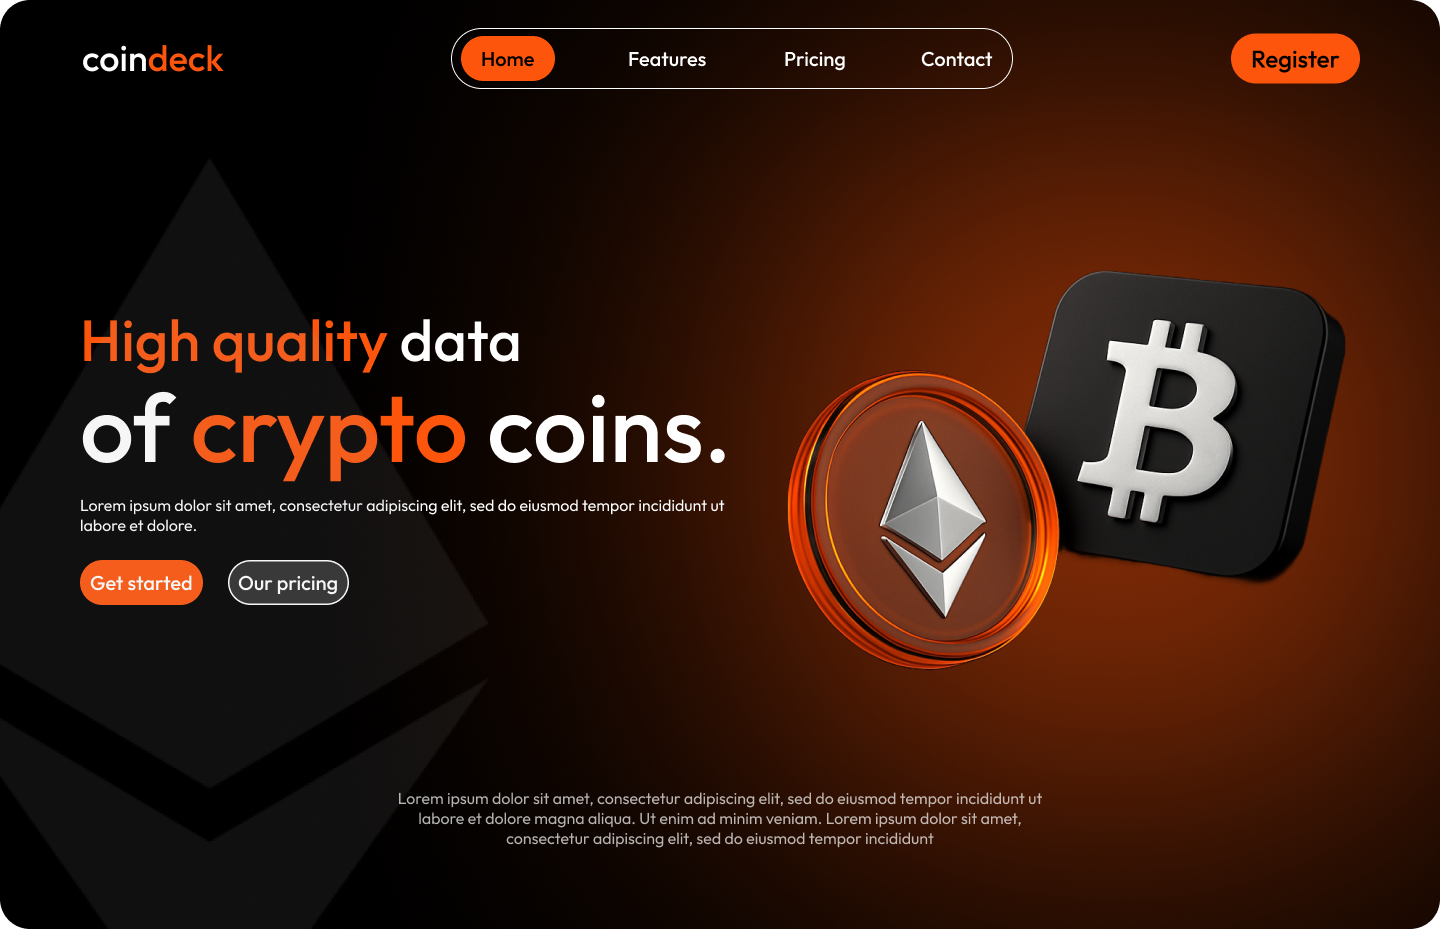 coindeck
Home
Features
Pricing
Contact
Register
High quality data
of crypto coins.
Lorem ipsum dolor sit amet, consectetur adipiscing elit, sed do eiusmod tempor incididunt ut
labore et dolore.
Get started
Our pricing
Lorem ipsum dolor sit amet, consectetur adipiscing elit, sed do eiusmod tempor incididunt ut
labore et dolore magna aliqua. Ut enim ad minim veniam. Lorem ipsum dolor sit amet,
consectetur adipiscing elit, sed do eiusmod tempor incididunt